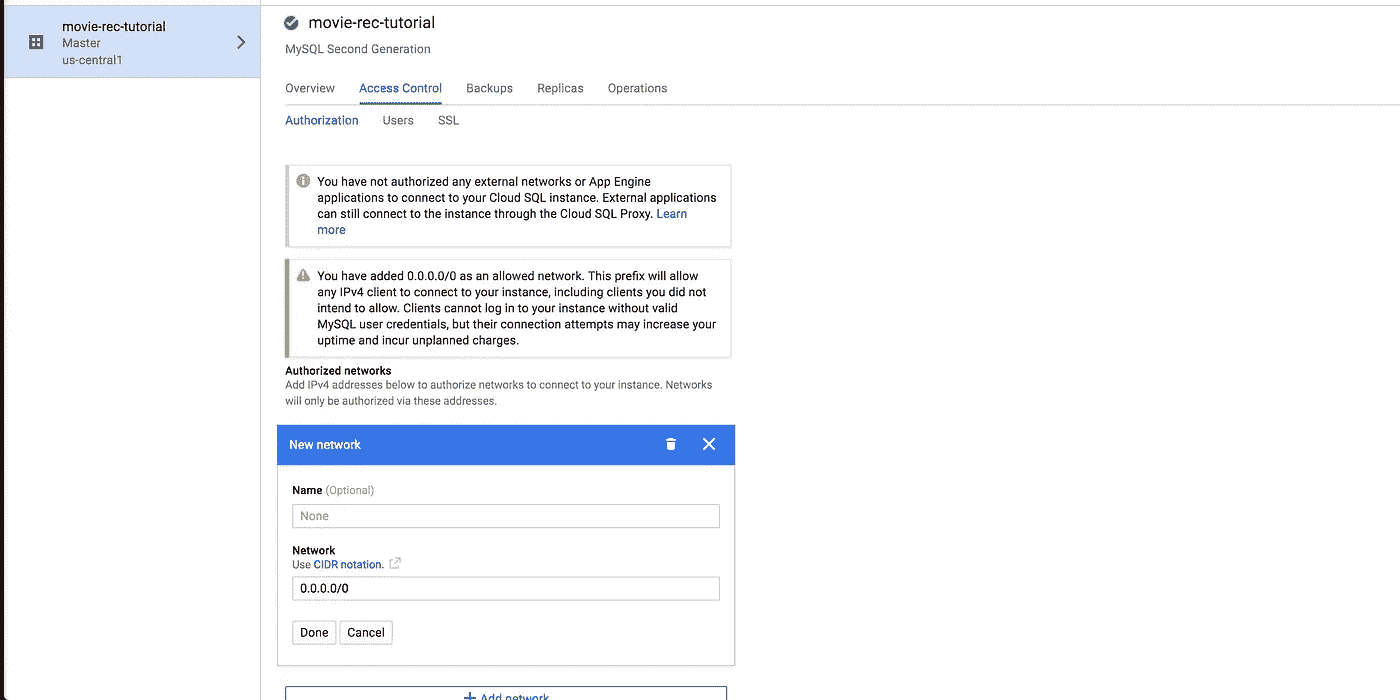 movie-rec-tutorial
Master
us-central1
movie-rec-tutorial
MySQL Second Generation
Overview Access Control Backups Replicas Operations
Authorization Users SSL
You have not authorized any external networks or App Engine
applications to connect to your Cloud SQL instance. External applications
can still connect to the instance through the Cloud SQL Proxy. Learn
more
You have added 0.0.0.0/0 as an allowed network. This prefix will allow
any IPv4 client to connect to your instance, including clients you did not
intend to allow. Clients cannot log in to your instance without valid
MySQL user credentials, but their connection attempts may increase your
uptime and incur unplanned charges.
Authorized networks
Add IPv4 addresses below to authorize networks to connect to your instance. Networks
will only be authorized via these addresses.
New network
Name (Optional)
None
Network
Use CIDR notation.
0.0.0.0/0
Done Cancel
+ Add network